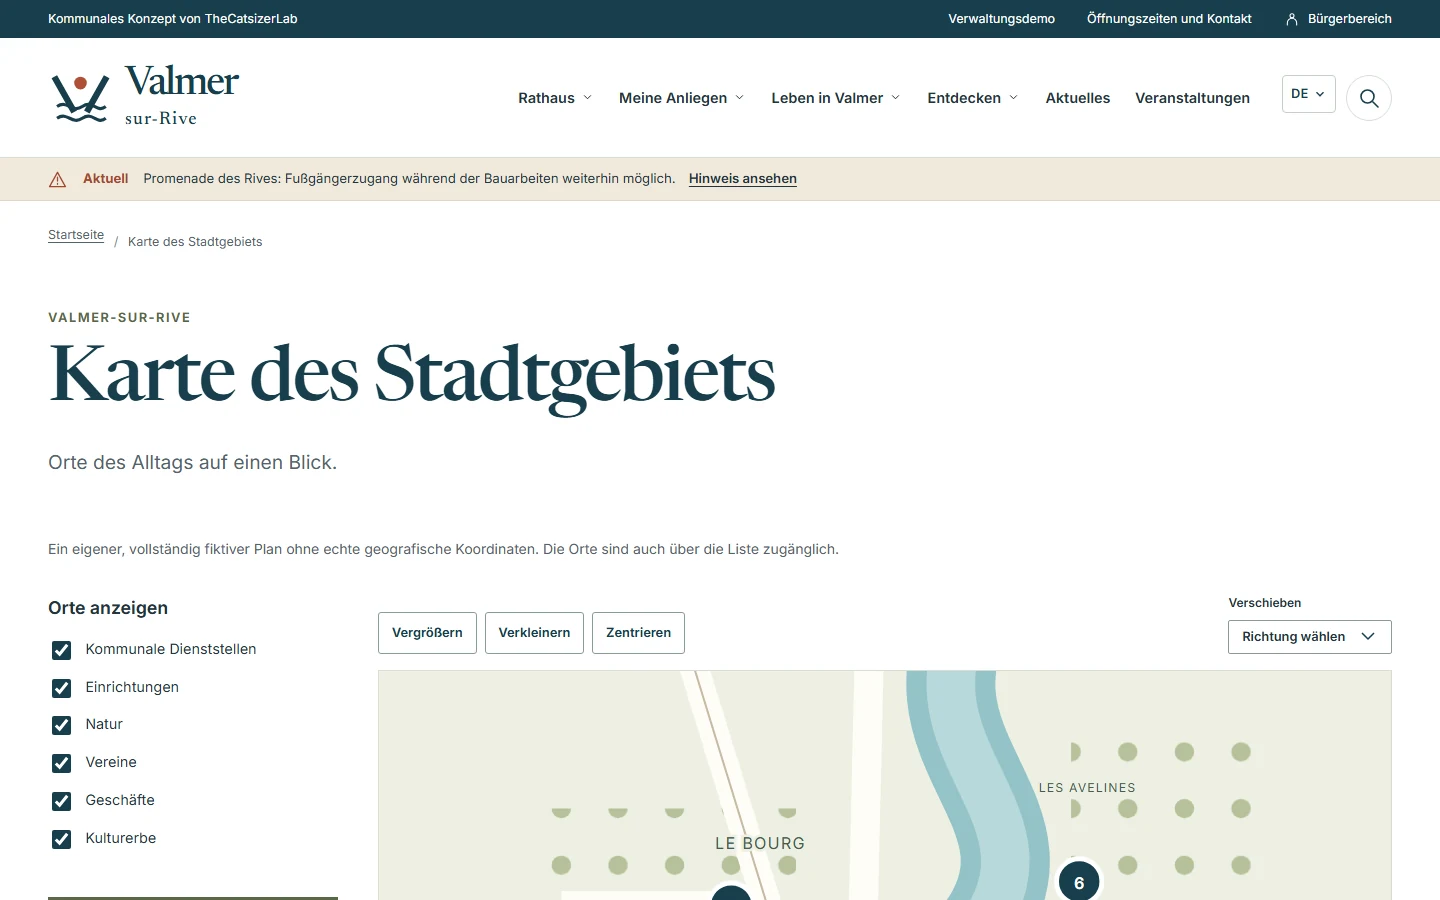 Kommunales Konzept von TheCatsizerLab
Verwaltungsdemo
Öffnungszeiten und Kontakt
Bürgerbereich
Valmer
sur-Rive
Rathaus
Meine Anliegen
Leben in Valmer
Entdecken
Aktuelles
Veranstaltungen
DE
Aktuell Promenade des Rives: Fußgängerzugang während der Bauarbeiten weiterhin möglich. Hinweis ansehen
Startseite / Karte des Stadtgebiets
VALMER-SUR-RIVE
Karte des Stadtgebiets
Orte des Alltags auf einen Blick.
Ein eigener, vollständig fiktiver Plan ohne echte geografische Koordinaten. Die Orte sind auch über die Liste zugänglich.
Orte anzeigen
Kommunale Dienststellen
Einrichtungen
Natur
Vereine
Geschäfte
Kulturerbe
Vergrößern
Verkleinern
Zentrieren
Verschieben
Richtung wählen
LES AVELINES
LE BOURG
6